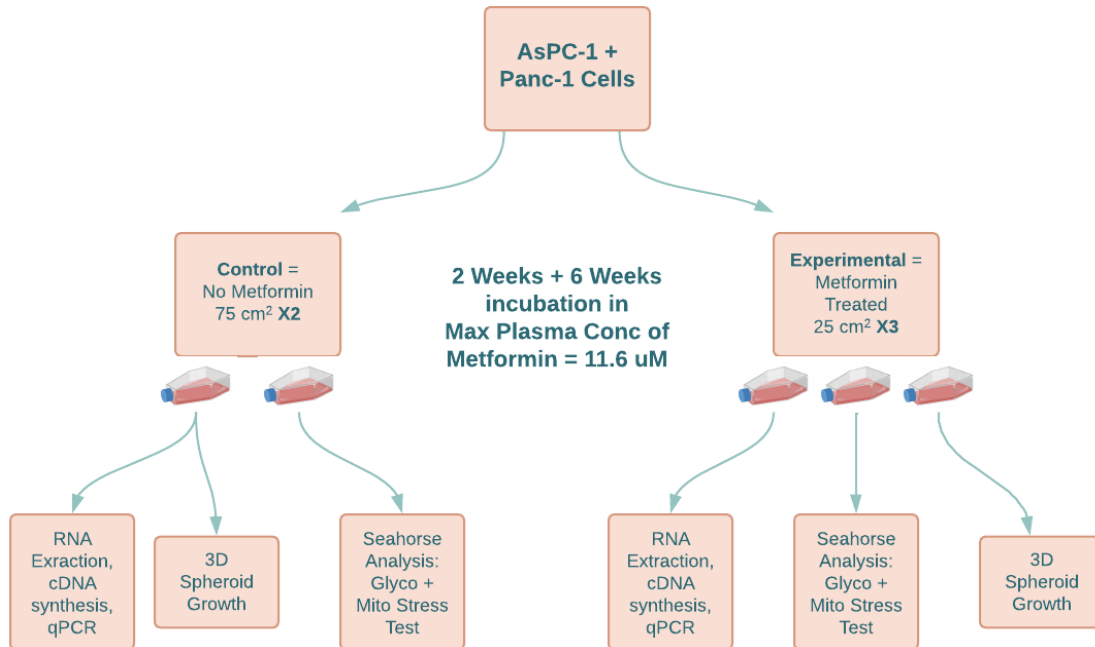 AsPC-1 +
Panc-1 Cells
Control =
No Metformin
75 cm² X2
2 Weeks + 6 Weeks
incubation in
Max Plasma Conc of
Metformin = 11.6 uM
Experimental =
Metformin
Treated
25 cm² X3
RNA
Extraction,
cDNA
synthesis,
qPCR
3D
Spheroid
Growth
Seahorse
Analysis:
Glyco +
Mito Stress
Test
RNA
Extraction,
cDNA
synthesis,
qPCR
Seahorse
Analysis:
Glyco +
Mito Stress
Test
3D
Spheroid
Growth